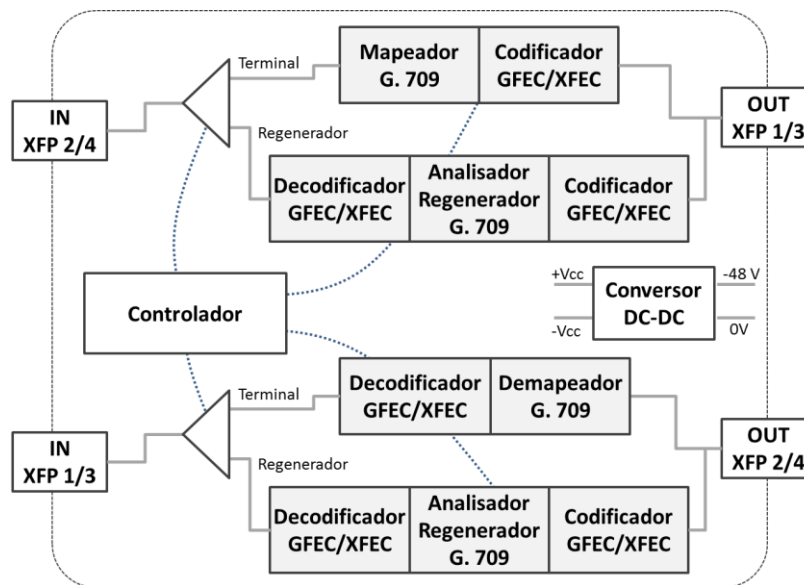 Terminal
Mapeador
G. 709
Codificador
GFEC/XFEC
IN
XFP 2/4
OUT
XFP 1/3
Regenerador
Decodificador
GFEC/XFEC
Analisador
Regenerador
G. 709
Codificador
GFEC/XFEC
Controlador
+Vcc
-Vcc
Conversor
DC-DC
-48 V
0V
Terminal
Decodificador
GFEC/XFEC
Demapeador
G. 709
IN
XFP 1/3
OUT
XFP 2/4
Regenerador
Decodificador
GFEC/XFEC
Analisador
Regenerador
G. 709
Codificador
GFEC/XFEC